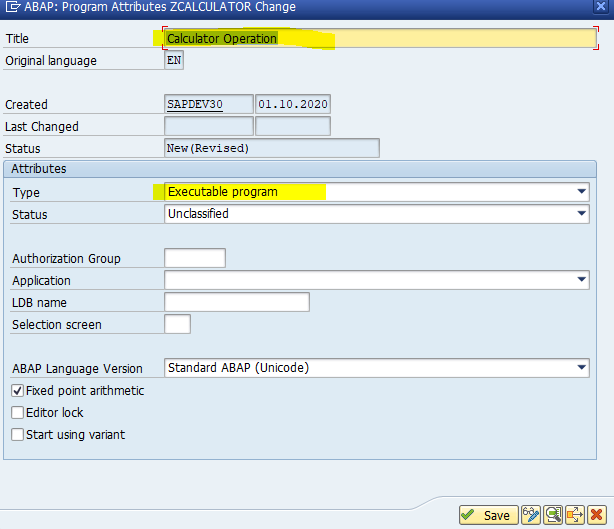 ABAP: Program Attributes ZCALCULATOR Change
Title Calculator Operation
Original language EN
Created SAPDEV30 01.10.2020
Last Changed
Status New(Revised)
Attributes
Type Executable program
Status Unclassified
Authorization Group
Application
LDB name
Selection screen
ABAP Language Version Standard ABAP (Unicode)
Fixed point arithmetic
Editor lock
Start using variant
Save